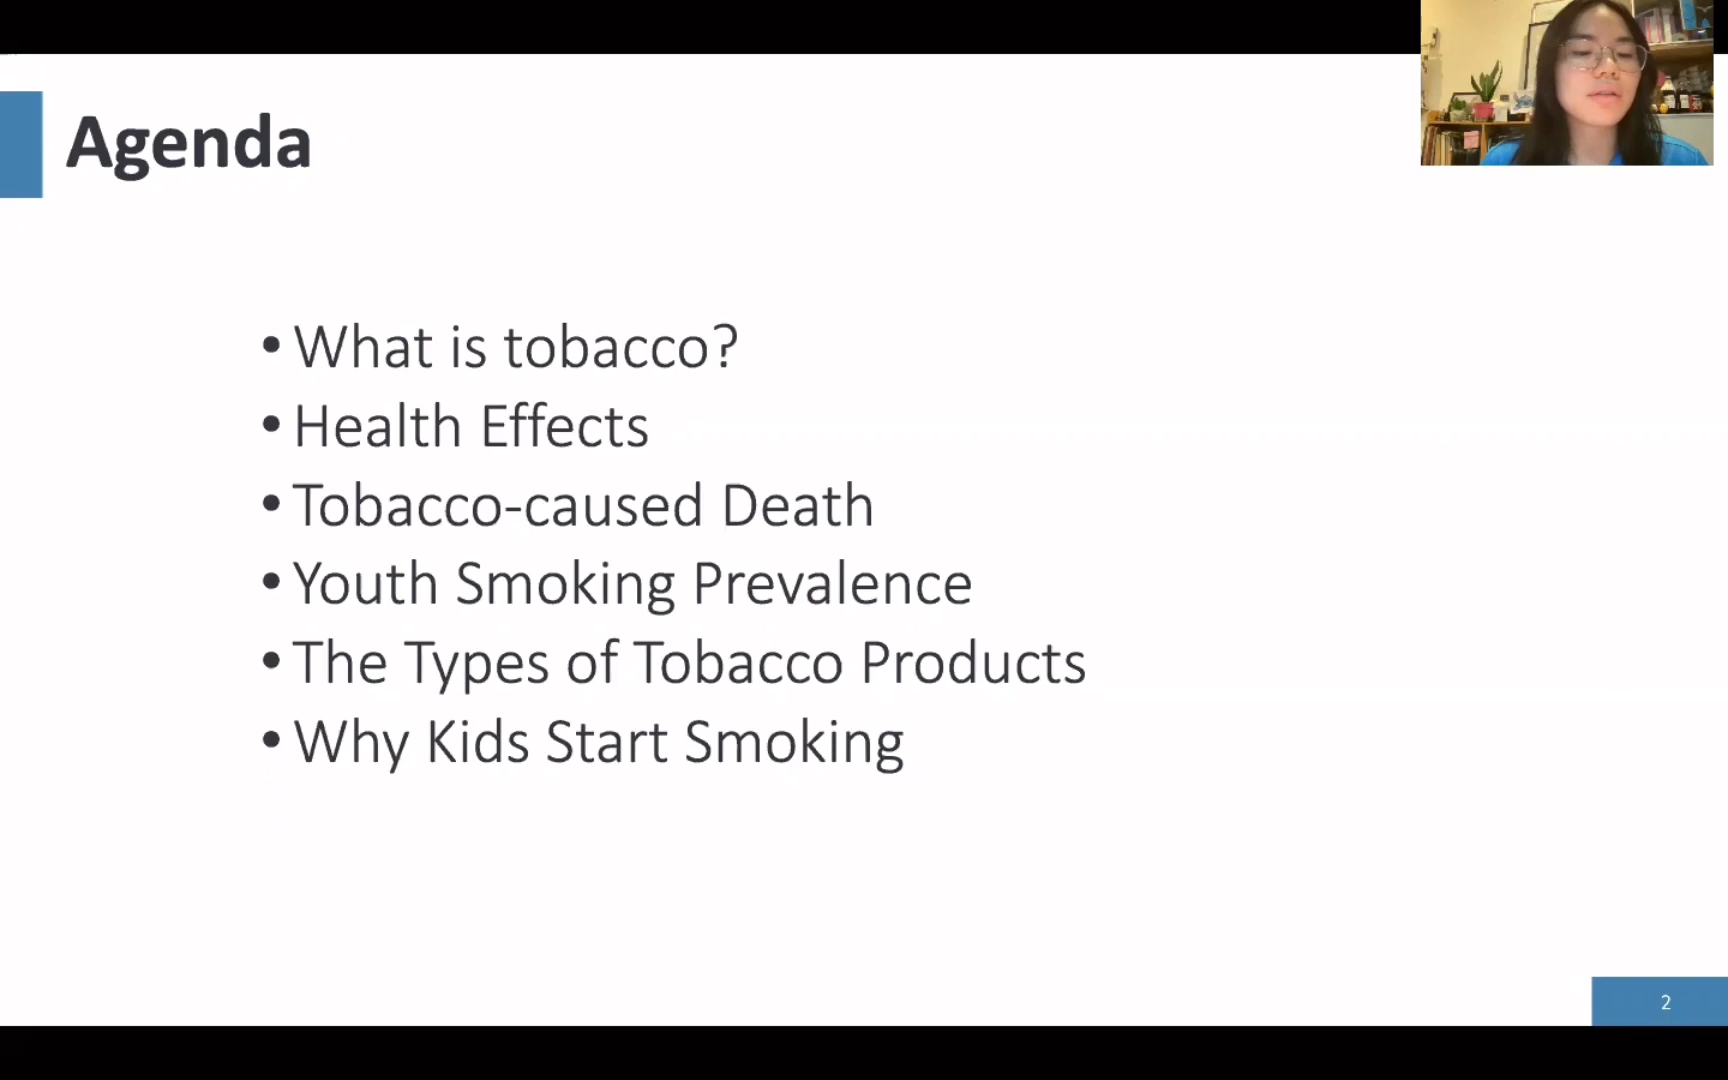 Agenda
• What is tobacco?
• Health Effects
• Tobacco-caused Death
• Youth Smoking Prevalence
• The Types of Tobacco Products
• Why Kids Start Smoking
2